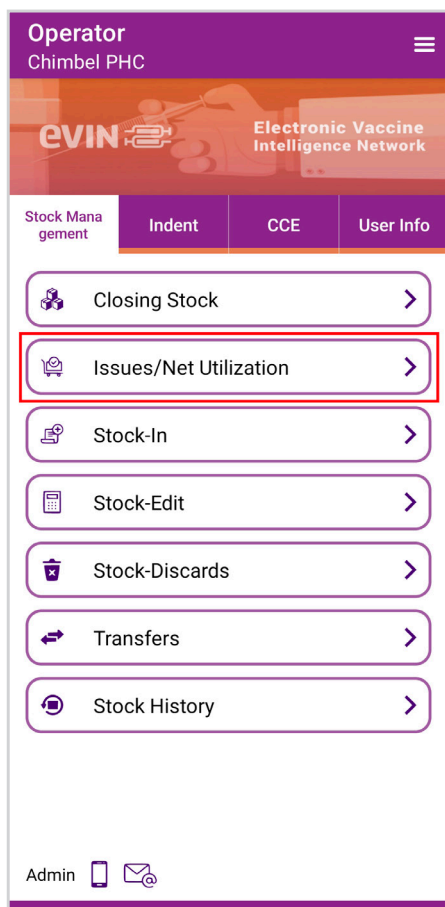 Operator
Chimbel PHC
eVIN
Electronic Vaccine
Intelligence Network
Stock Mana
gement
Indent
CCE
User Info
Closing Stock
Issues/Net Utilization
Stock-In
Stock-Edit
Stock-Discards
Transfers
Stock History
Admin